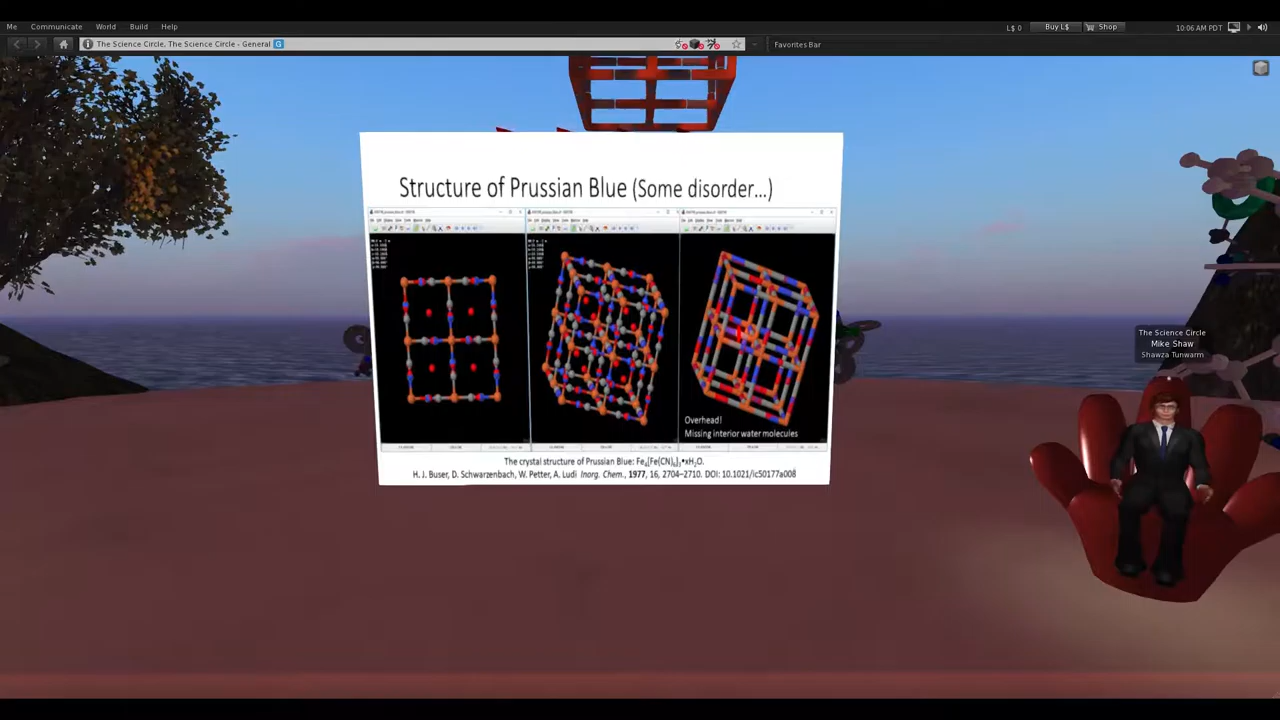 Me Communicate World Build Help L$ 0 Buy L$ Shop 10:06 AM PDT
The Science Circle, The Science Circle - General G Favorites Bar
Structure of Prussian Blue (Some disorder...)
The Science Circle
Mike Shaw
Shawza Tunwarm
Overhead!
Missing interior water molecules
The crystal structure of Prussian Blue: Fe₄[Fe(CN)₆]₃•xH₂O.
H. J. Buser, D. Schwarzenbach, W. Petter, A. Ludi Inorg. Chem., 1977, 16, 2704–2710. DOI: 10.1021/ic50177a008